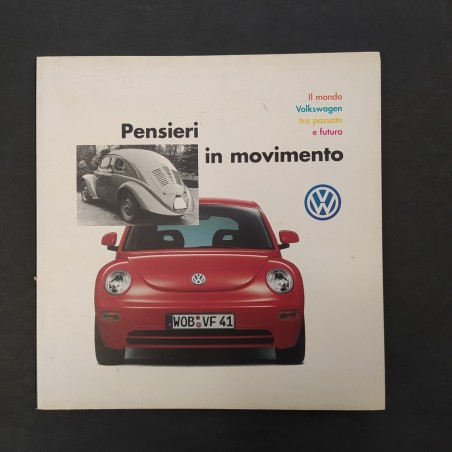 Il mondo
Volkswagen
tra passato
e futuro
Pensieri
in movimento
WOB VF 41